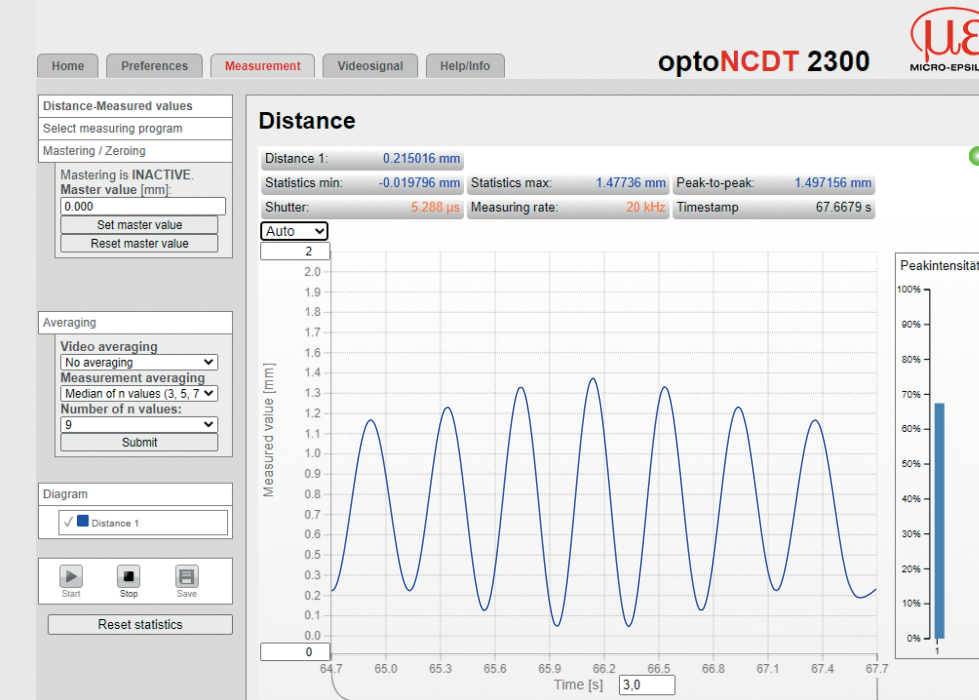 με
MICRO-EPSIL
optoNCDT 2300
Home
Preferences
Measurement
Videosignal
Help/Info
Distance-Measured values
Select measuring program
Mastering / Zeroing
Mastering is INACTIVE.
Master value [mm]:
0.000
Set master value
Reset master value
Averaging
Video averaging
No averaging
Measurement averaging
Median of n values (3, 5, 7
Number of n values:
9
Submit
Diagram
Distance 1
Start Stop Save
Reset statistics
Distance
Distance 1: 0.215016 mm
Statistics min: -0.019796 mm Statistics max: 1.47736 mm Peak-to-peak: 1.497156 mm
Shutter: 5.288 µs Measuring rate: 20 kHz Timestamp 67.6679 s
Auto
2
2.0
1.9
1.8
1.7
1.6
1.4
1.3
1.2
1.1
1.0
0.9
0.8
0.7
0.6
0.5
0.3
0.2
0.1
0.0
0
Measured value [mm]
64.7 65.0 65.3 65.6 65.9 66.2 66.5 66.8 67.1 67.4 67.7
Time [s] 3,0
Peakintensität
100%
90%
80%
70%
60%
50%
40%
30%
20%
10%
0%
1